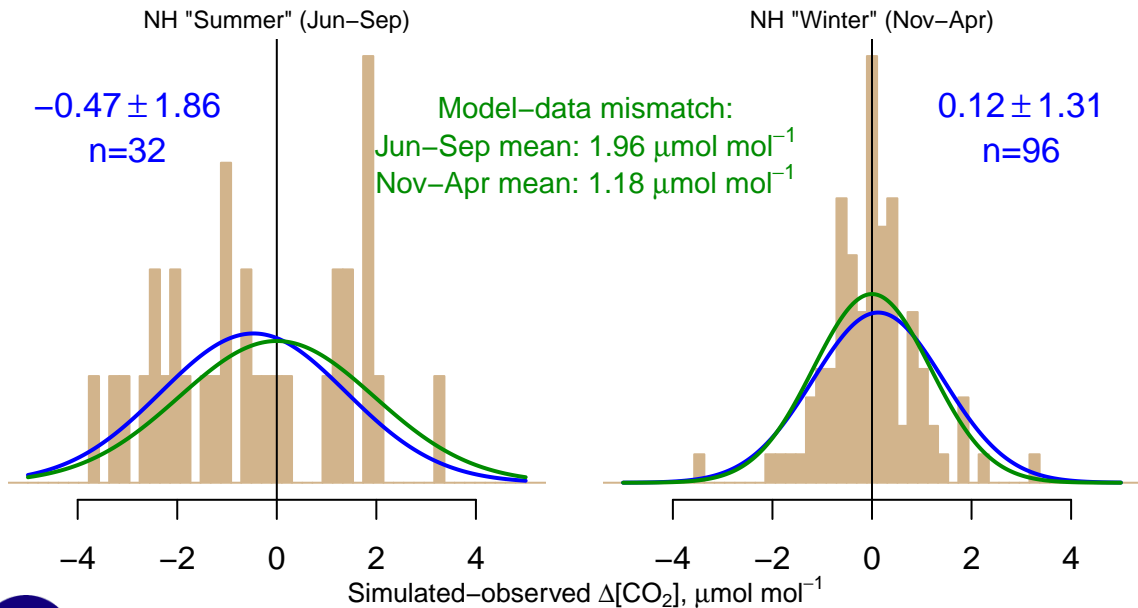 NH "Summer" (Jun−Sep)
NH "Winter" (Nov−Apr)
−0.47 ± 1.86
n=32
Model−data mismatch:
Jun−Sep mean: 1.96 μmol mol⁻¹
Nov−Apr mean: 1.18 μmol mol⁻¹
0.12 ± 1.31
n=96
−4 −2 0 2 4
−4 −2 0 2 4
Simulated−observed Δ[CO₂], μmol mol⁻¹